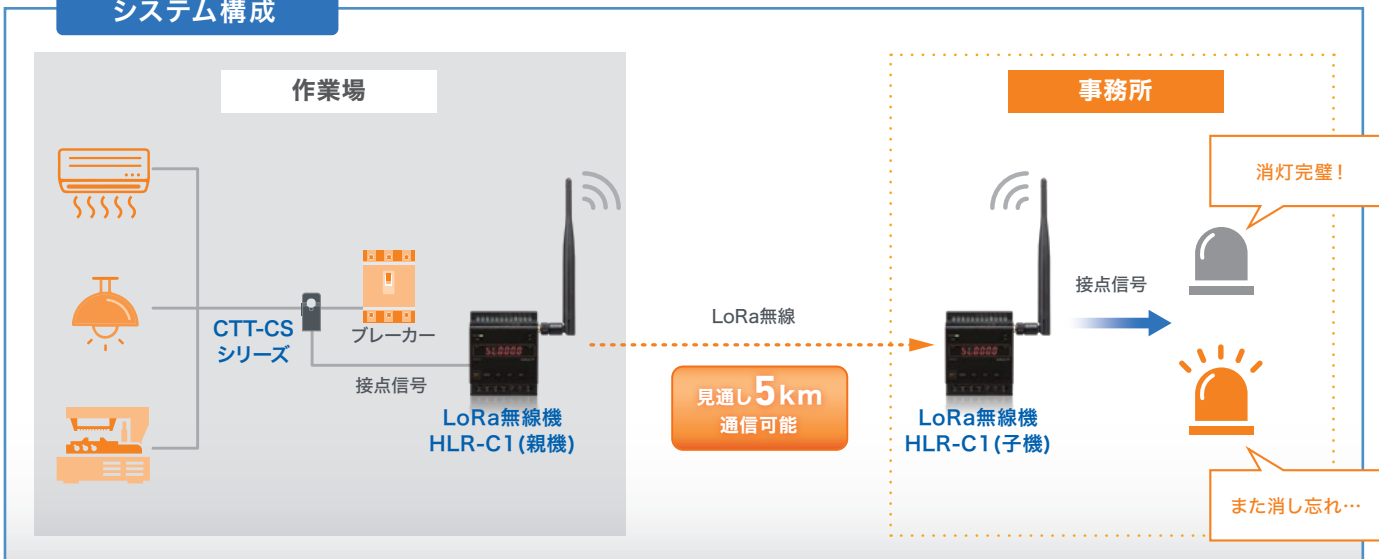 システム構成
作業場
事務所
消灯完璧！
CTT-CS
シリーズ
ブレーカー
接点信号
SL0000
LoRa無線機
HLR-C1(親機)
LoRa無線
見通し5km
通信可能
SL0000
LoRa無線機
HLR-C1(子機)
接点信号
また消し忘れ…